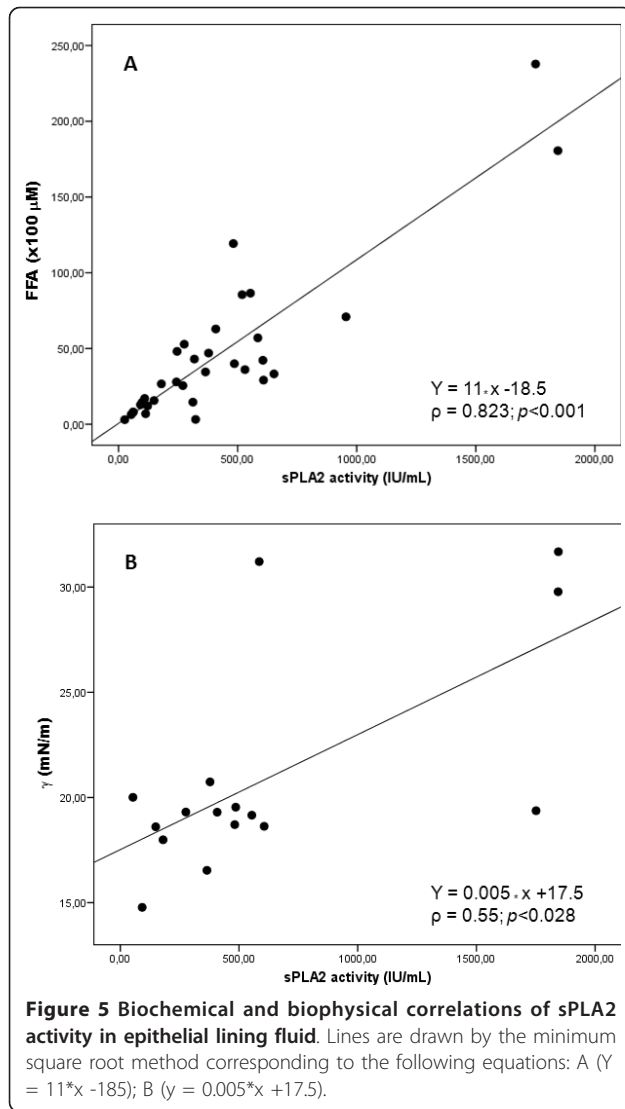 250,00
A
200,00
150,00
FFA (x100 μM)
100,00
50,00
Y = 11*x -18.5
ρ = 0.823; p<0.001
0,00
0,00 500,00 1000,00 1500,00 2000,00
sPLA2 activity (IU/mL)
B
30,00
25,00
γ (mN/m)
20,00
Y = 0.005*x +17.5
ρ = 0.55; p<0.028
15,00
0,00 500,00 1000,00 1500,00 2000,00
sPLA2 activity (IU/mL)
Figure 5 Biochemical and biophysical correlations of sPLA2
activity in epithelial lining fluid. Lines are drawn by the minimum
square root method corresponding to the following equations: A (Y
= 11*x -185); B (y = 0.005*x +17.5).